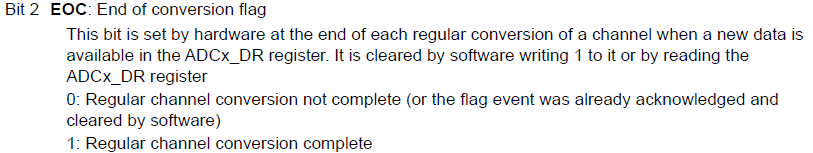 Bit 2 EOC: End of conversion flag
This bit is set by hardware at the end of each regular conversion of a channel when a new data is
available in the ADCx_DR register. It is cleared by software writing 1 to it or by reading the
ADCx_DR register
0: Regular channel conversion not complete (or the flag event was already acknowledged and
cleared by software)
1: Regular channel conversion complete